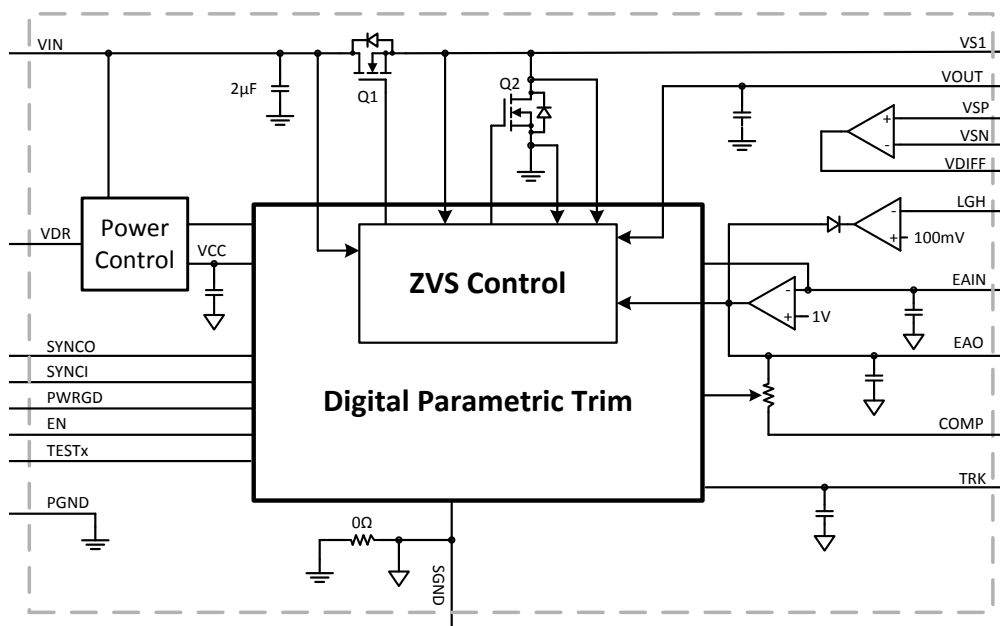 VIN
VS1
2µF
Q1
Q2
VOUT
VSP
+
VSN
-
VDIFF
Power
Control
VDR
VCC
LGH
-
+
100mV
ZVS Control
EAIN
-
+
1V
EAO
SYNCO
SYNCI
PWRGD
EN
TESTx
Digital Parametric Trim
COMP
TRK
PGND
0Ω
SGND